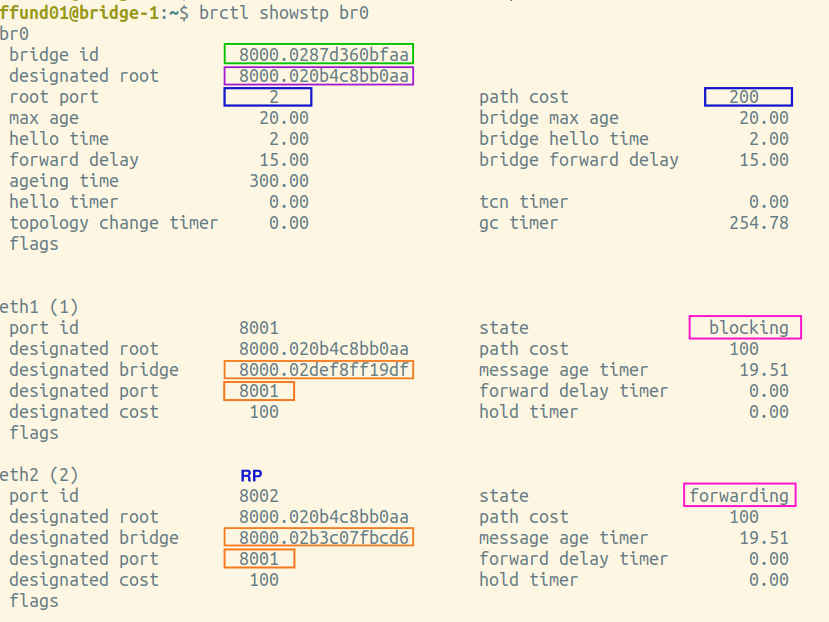 ffund01@bridge-1:~$ brctl showstp br0
br0
bridge id 8000.0287d360bfaa
designated root 8000.020b4c8bb0aa
root port 2 path cost 200
max age 20.00 bridge max age 20.00
hello time 2.00 bridge hello time 2.00
forward delay 15.00 bridge forward delay 15.00
ageing time 300.00
hello timer 0.00 tcn timer 0.00
topology change timer 0.00 gc timer 254.78
flags
eth1 (1)
port id 8001 state blocking
designated root 8000.020b4c8bb0aa path cost 100
designated bridge 8000.02def8ff19df message age timer 19.51
designated port 8001 forward delay timer 0.00
designated cost 100 hold timer 0.00
flags
eth2 (2) RP
port id 8002 state forwarding
designated root 8000.020b4c8bb0aa path cost 100
designated bridge 8000.02b3c07fbcd6 message age timer 19.51
designated port 8001 forward delay timer 0.00
designated cost 100 hold timer 0.00
flags